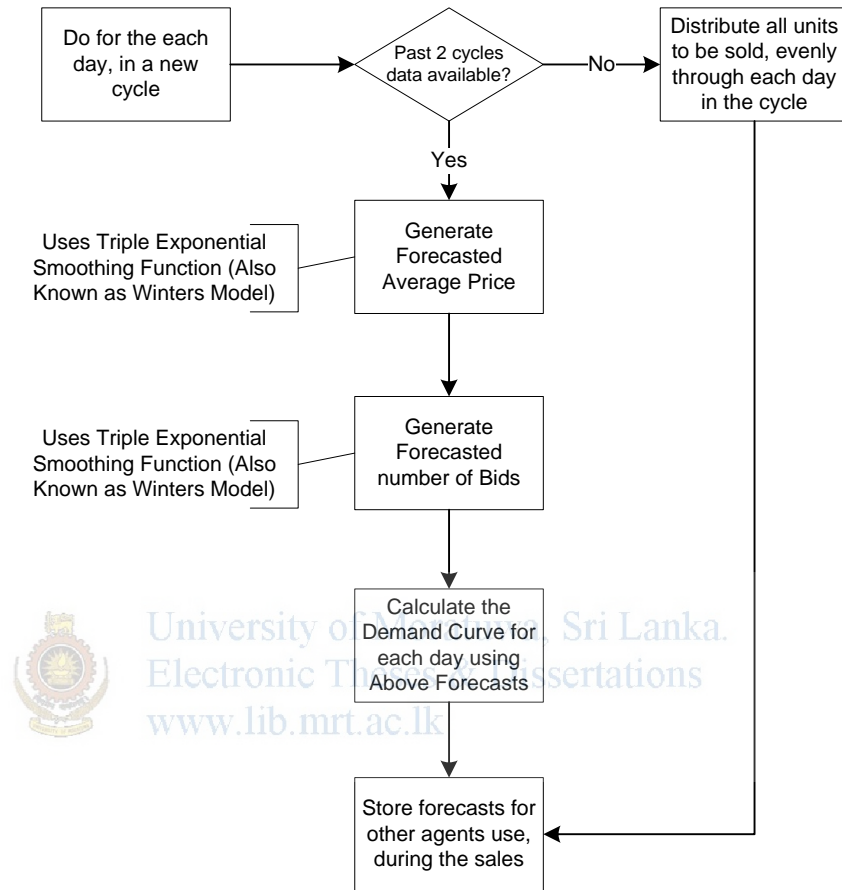 Do for the each
day, in a new
cycle
Past 2 cycles
data available?
No
Distribute all units
to be sold, evenly
through each day
in the cycle
Yes
Uses Triple Exponential
Smoothing Function (Also
Known as Winters Model)
Generate
Forecasted
Average Price
Uses Triple Exponential
Smoothing Function (Also
Known as Winters Model)
Generate
Forecasted
number of Bids
Calculate the
Demand Curve for
each day using
Above Forecasts
University of Moratuwa, Sri Lanka.
Electronic Theses & Dissertations
www.lib.mrt.ac.lk
Store forecasts for
other agents use,
during the sales